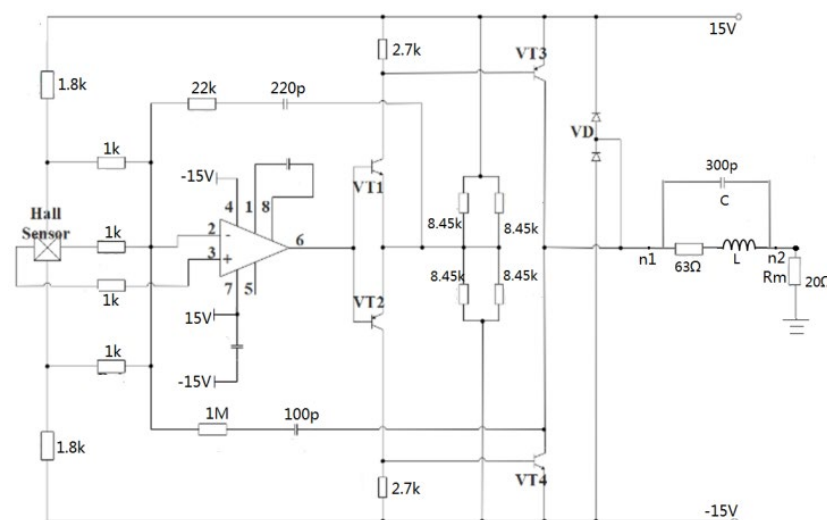 15V
2.7k
VT3
1.8k
22k
220p
VD
1k
-15V
1
8
VT1
300p
C
4
Hall
Sensor
8.45k
8.45k
1k
2
-
6
3
+
n1
63Ω
L
n2
Rm
20Ω
8.45k
8.45k
1k
7
5
VT2
15V
1k
-15V
1M
100p
1.8k
2.7k
VT4
-15V